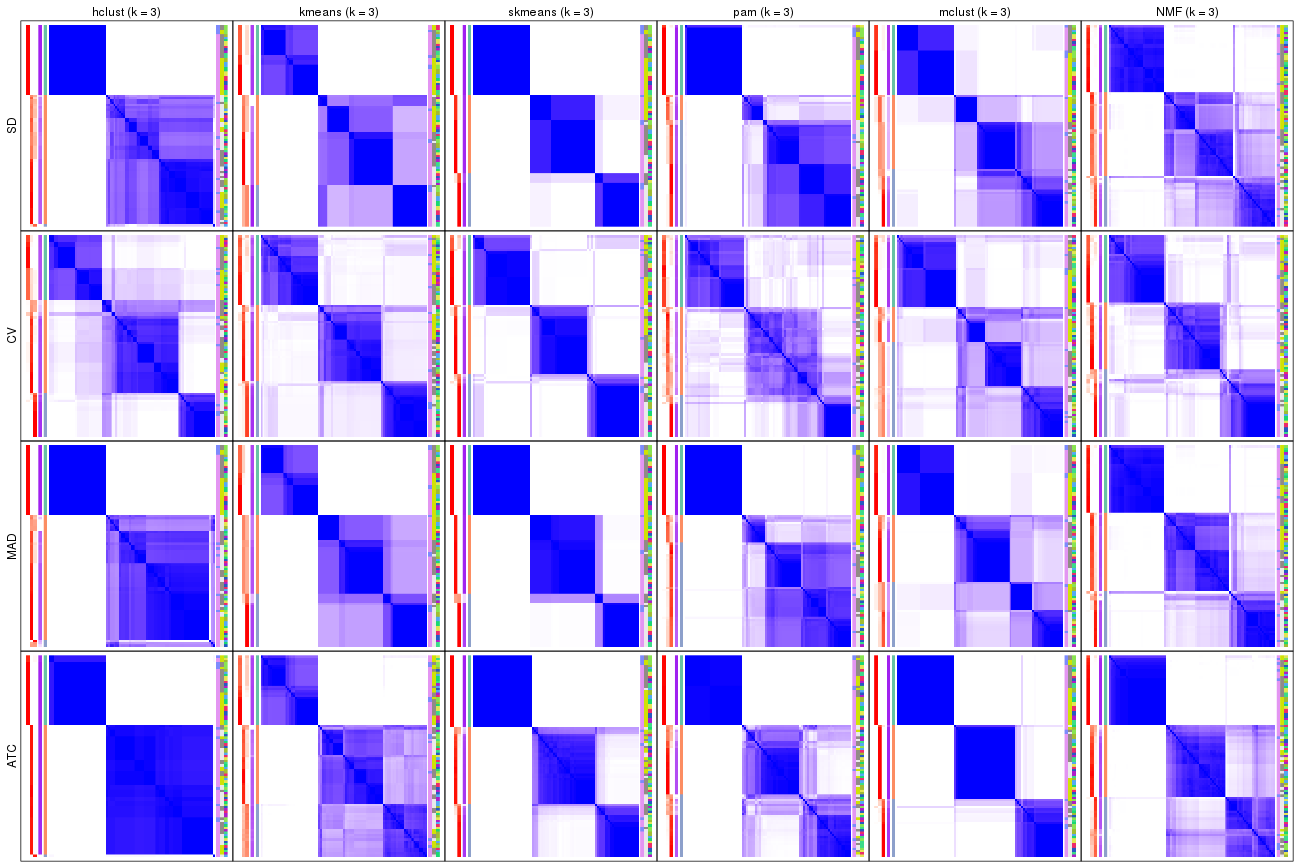 hclust (k = 3) kmeans (k = 3) skmeans (k = 3) pam (k = 3) mclust (k = 3) NMF (k = 3)
SD
CV
MAD
ATC